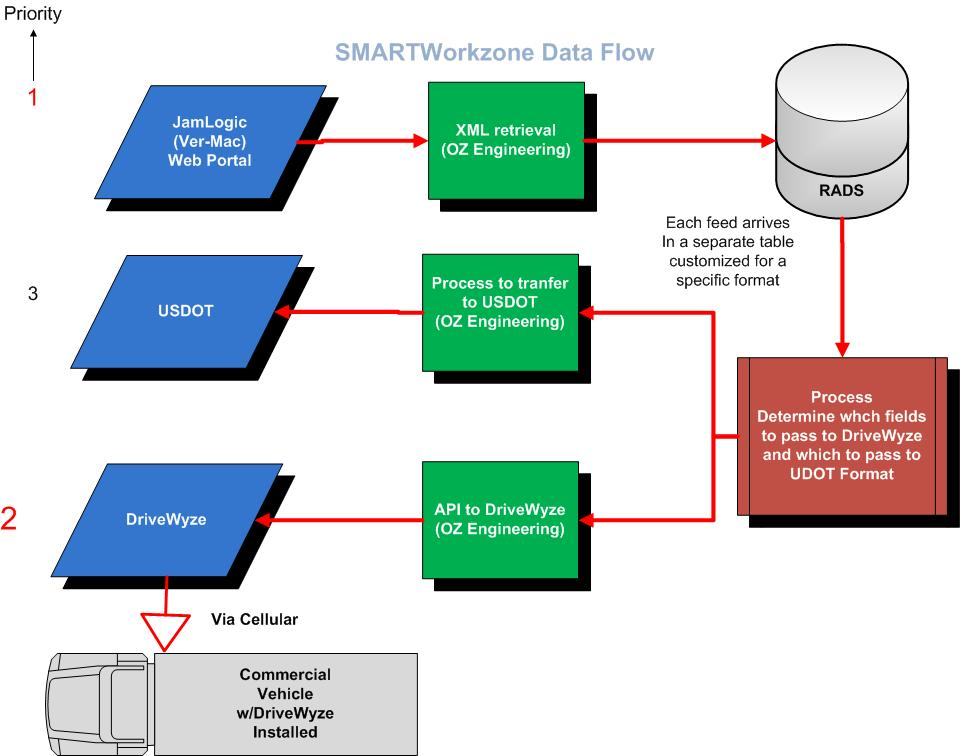 Priority
SMARTWorkzone Data Flow
1
JamLogic
(Ver-Mac)
Web Portal
XML retrieval
(OZ Engineering)
RADS
Each feed arrives
In a separate table
customized for a
specific format
3
USDOT
Process to tranfer
to USDOT
(OZ Engineering)
Process
Determine whch fields
to pass to DriveWyze
and which to pass to
UDOT Format
2
DriveWyze
API to DriveWyze
(OZ Engineering)
Via Cellular
Commercial
Vehicle
w/DriveWyze
Installed